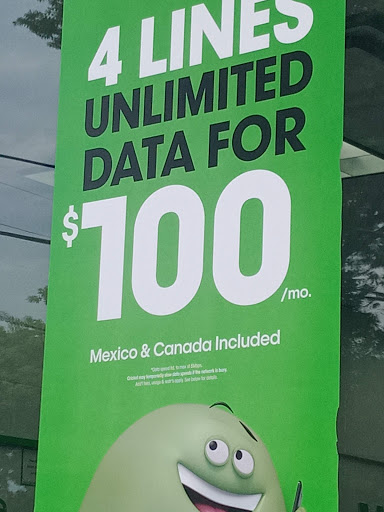 4 LINES
UNLIMITED
DATA FOR
$100/mo.
Mexico & Canada Included